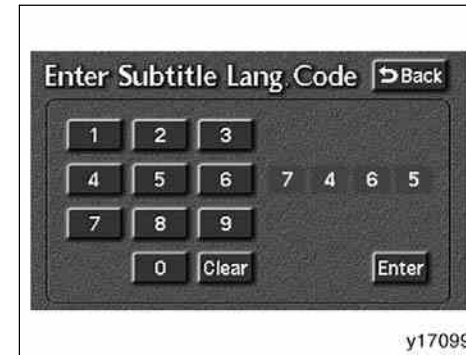 Enter Subtitle Lang. Code Back
1 2 3
4 5 6 7 4 6 5
7 8 9
0 Clear Enter
y17099